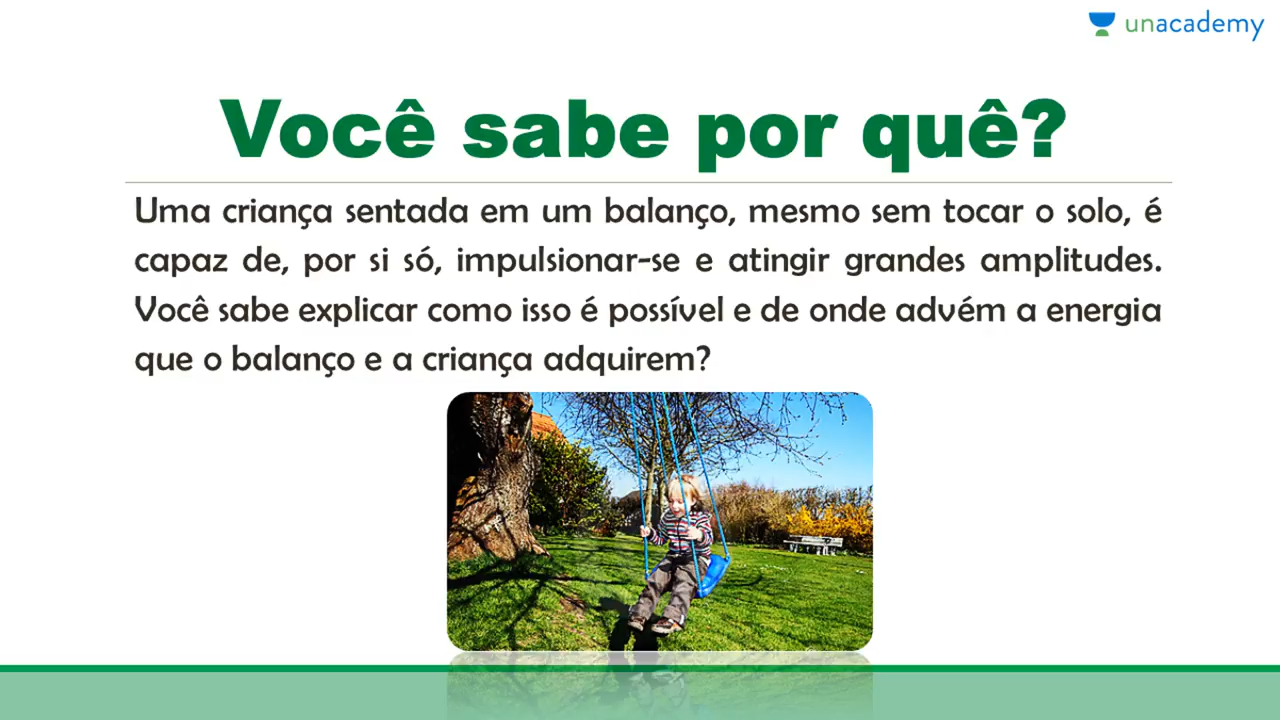 unacademy
Você sabe por quê?
Uma criança sentada em um balanço, mesmo sem tocar o solo, é
capaz de, por si só, impulsionar-se e atingir grandes amplitudes.
Você sabe explicar como isso é possível e de onde advém a energia
que o balanço e a criança adquirem?